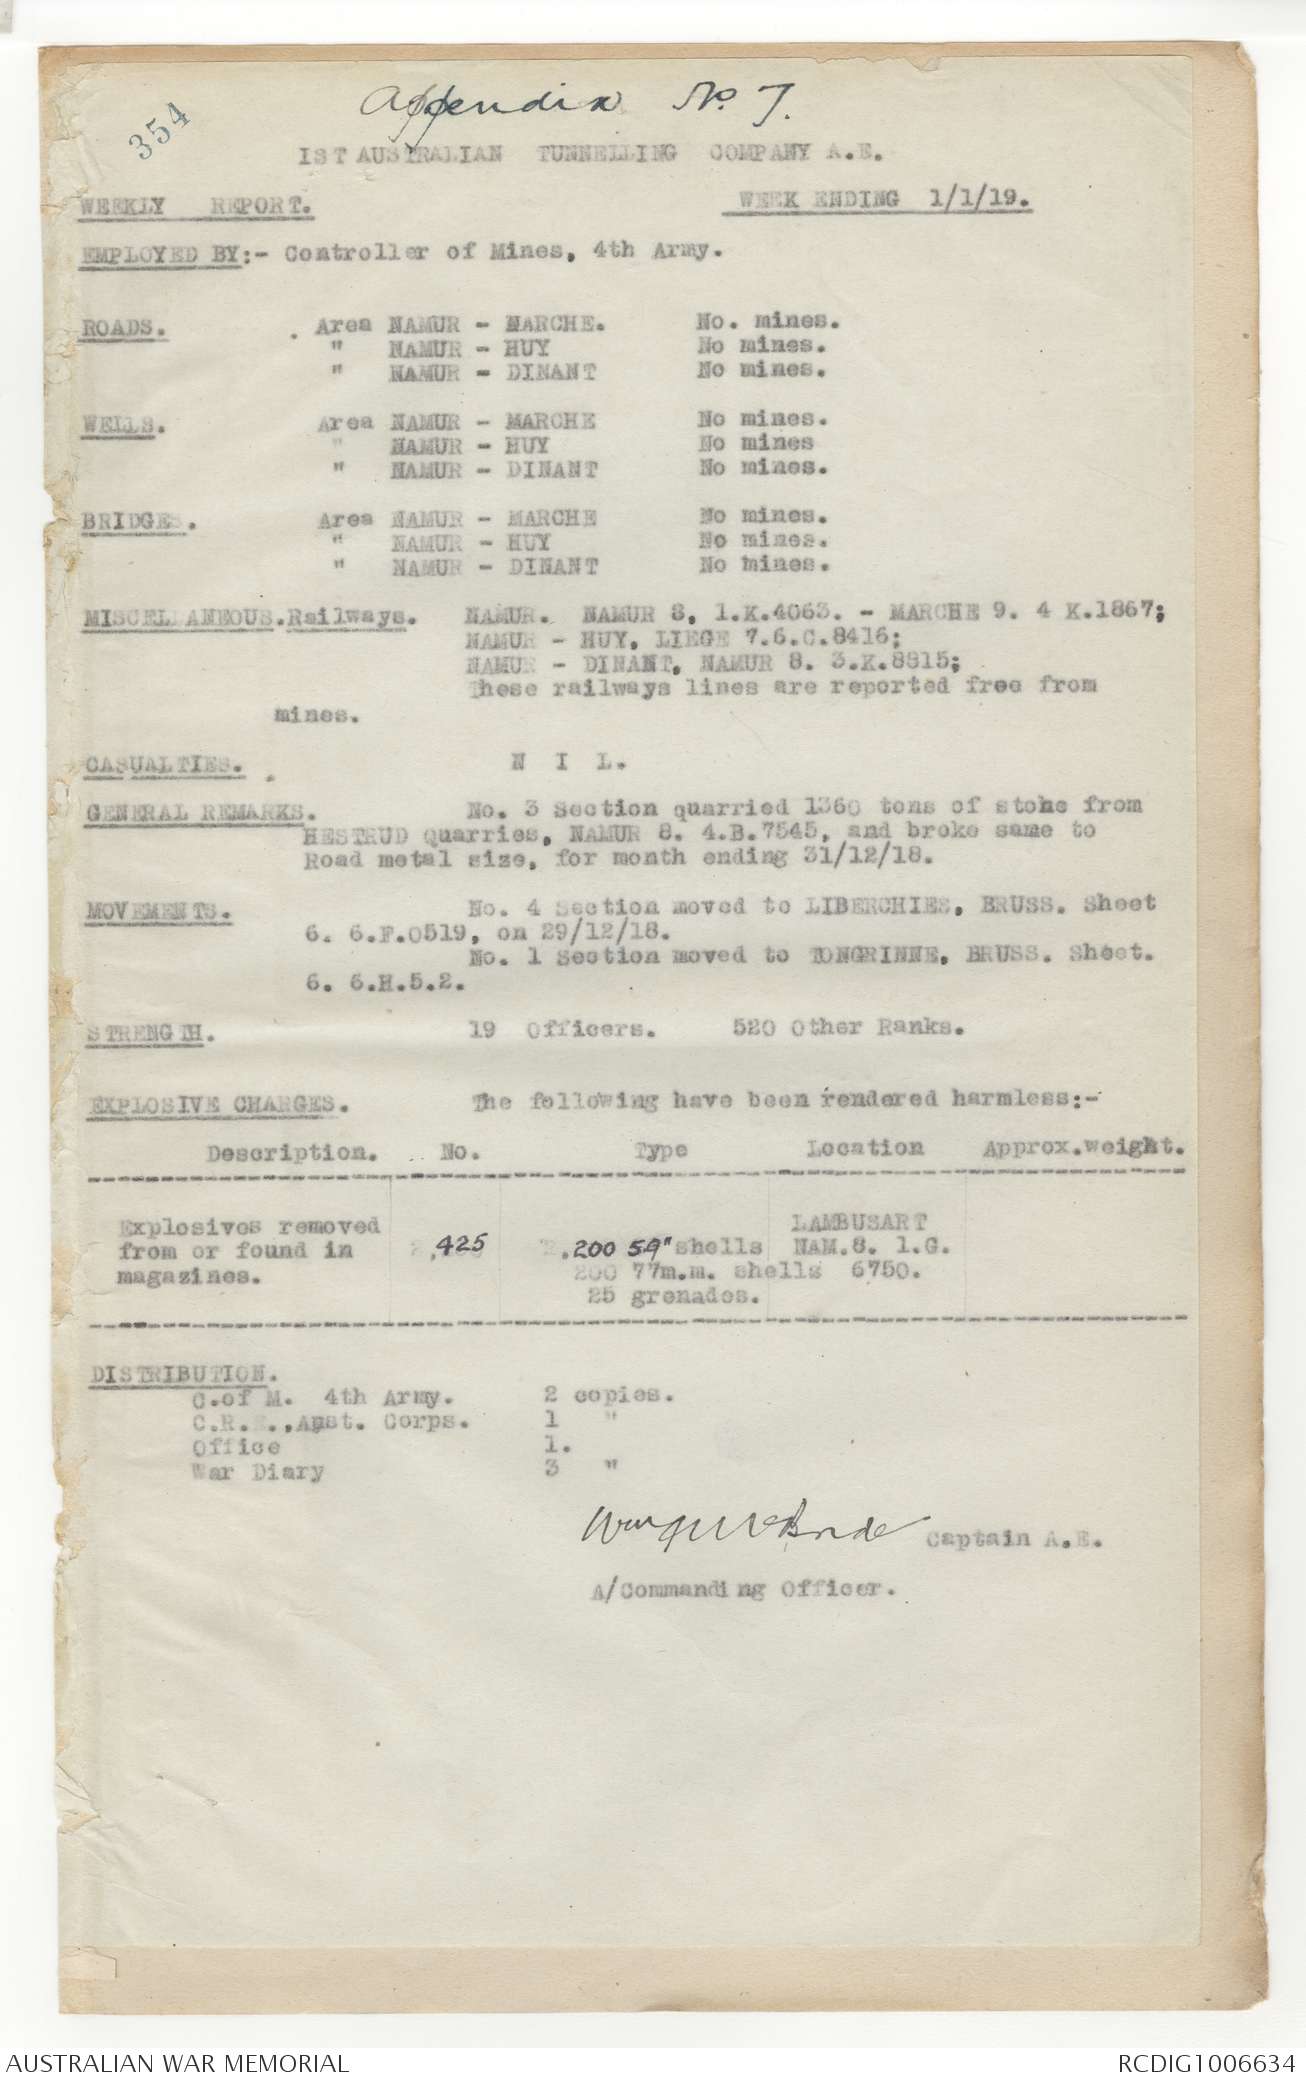 Appendix No. 7.
354
1ST AUSTRALIAN TUNNELLING COMPANY A.E.
WEEKLY REPORT. WEEK ENDING 1/1/19.
EMPLOYED BY:- Controller of Mines, 4th Army.
ROADS. Area NAMUR - MARCHE. No. mines.
" NAMUR - HUY No mines.
" NAMUR - DINANT No mines.
WELLS. Area NAMUR - MARCHE No mines.
" NAMUR - HUY No mines
" NAMUR - DINANT No mines.
BRIDGES. Area NAMUR - MARCHE No mines.
" NAMUR - HUY No mines.
" NAMUR - DINANT No mines.
MISCELLANEOUS. Railways. NAMUR. NAMUR 8, 1.K.4063. - MARCHE 9. 4 K.1867;
NAMUR - HUY, LIEGE 7.6.C.8416;
NAMUR - DINANT, NAMUR 8. 3.K.8815;
These railways lines are reported free from
mines.
CASUALTIES. N I L.
GENERAL REMARKS. No. 3 Section quarried 1360 tons of stone from
HESTRUD quarries, NAMUR 8. 4.B.7545, and broke same to
Road metal size, for month ending 31/12/18.
MOVEMENTS. No. 4 Section moved to LIBERCHIES, BRUSS. Sheet
6. 6.F.0519, on 29/12/18.
No. 1 Section moved to TONGRINNE, BRUSS. Sheet.
6. 6.H.5.2.
STRENGTH. 19 Officers. 520 Other Ranks.
EXPLOSIVE CHARGES. The following have been rendered harmless:-
Description. No. Type Location Approx.weight.
LAMBUSART
Explosives removed 425 200 5.9" shells NAM.8. 1.G.
from or found in 200 77m.m. shells 6750.
magazines. 25 grenades.
DISTRIBUTION.
C.of M. 4th Army. 2 copies.
C.R.E.,Aust. Corps. 1 "
Office 1.
War Diary 3 "
Captain A.E.
A/Commanding Officer.
AUSTRALIAN WAR MEMORIAL RCDIG1006634